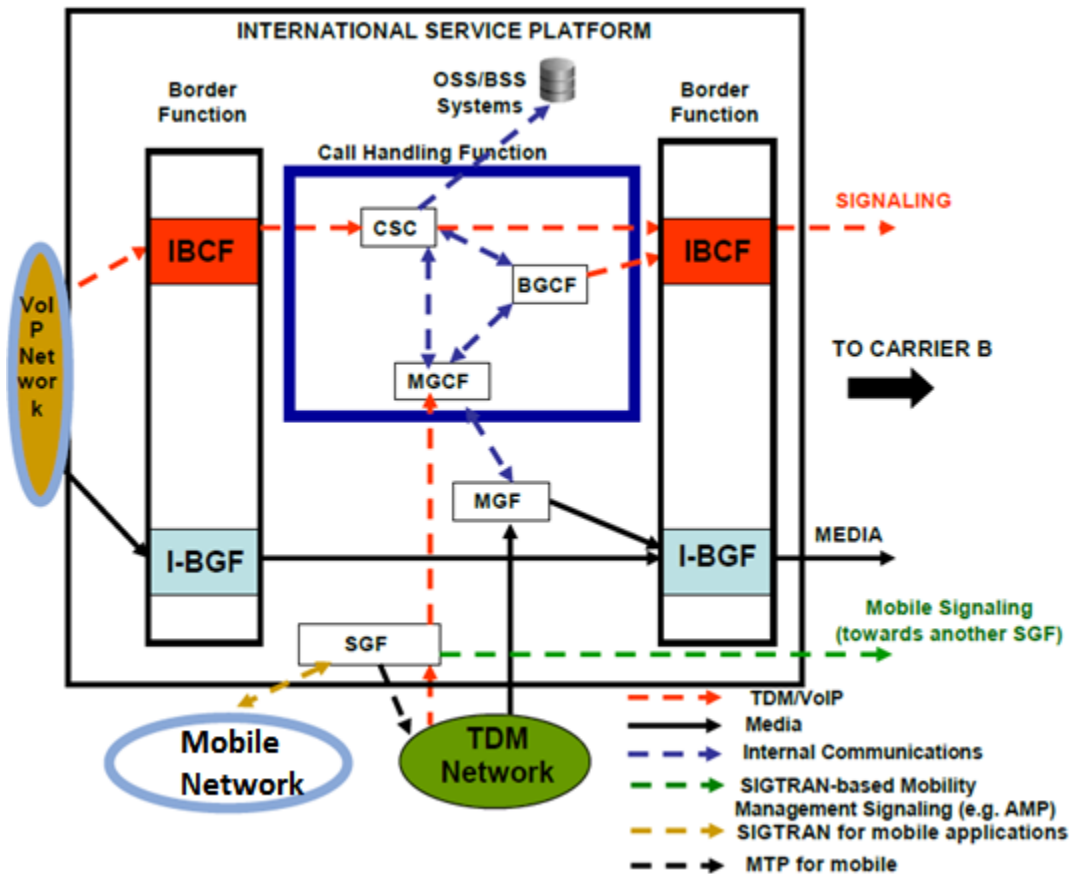 INTERNATIONAL SERVICE PLATFORM
OSS/BSS
Systems
Border
Function
Border
Function
Call Handling Function
SIGNALING
CSC
IBCF
IBCF
BGCF
VoI
P
Net
wor
k
TO CARRIER B
MGCF
MGF
MEDIA
I-BGF
I-BGF
Mobile Signaling
(towards another SGF)
SGF
TDM/VoIP
Media
Mobile
Network
TDM
Network
Internal Communications
SIGTRAN-based Mobility
Management Signaling (e.g. AMP)
SIGTRAN for mobile applications
MTP for mobile